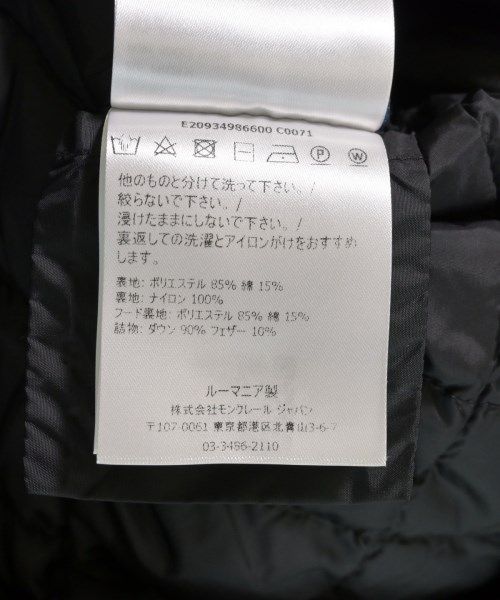 E20934986600 C0071
P W
他のものと分けて洗って下さい。/
絞らないで下さい。/
浸けたままにしないで下さい。/
裏返しての洗濯とアイロンがけをおすすめ
します。
裏地: ポリエステル 85% 綿 15%
裏地: ナイロン 100%
フード裏地: ポリエステル 85% 綿 15%
詰物: ダウン 90% フェザー 10%
ルーマニア製
株式会社モンクレール ジャパン
〒107-0061 東京都港区北青山3-6-7
03-3486-2110